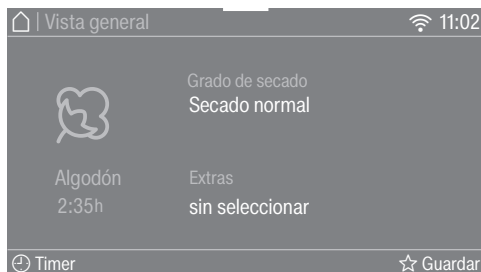 Vista general
11:02
Grado de secado
Secado normal
Algodón
2:35h
Extras
sin seleccionar
Timer
Guardar